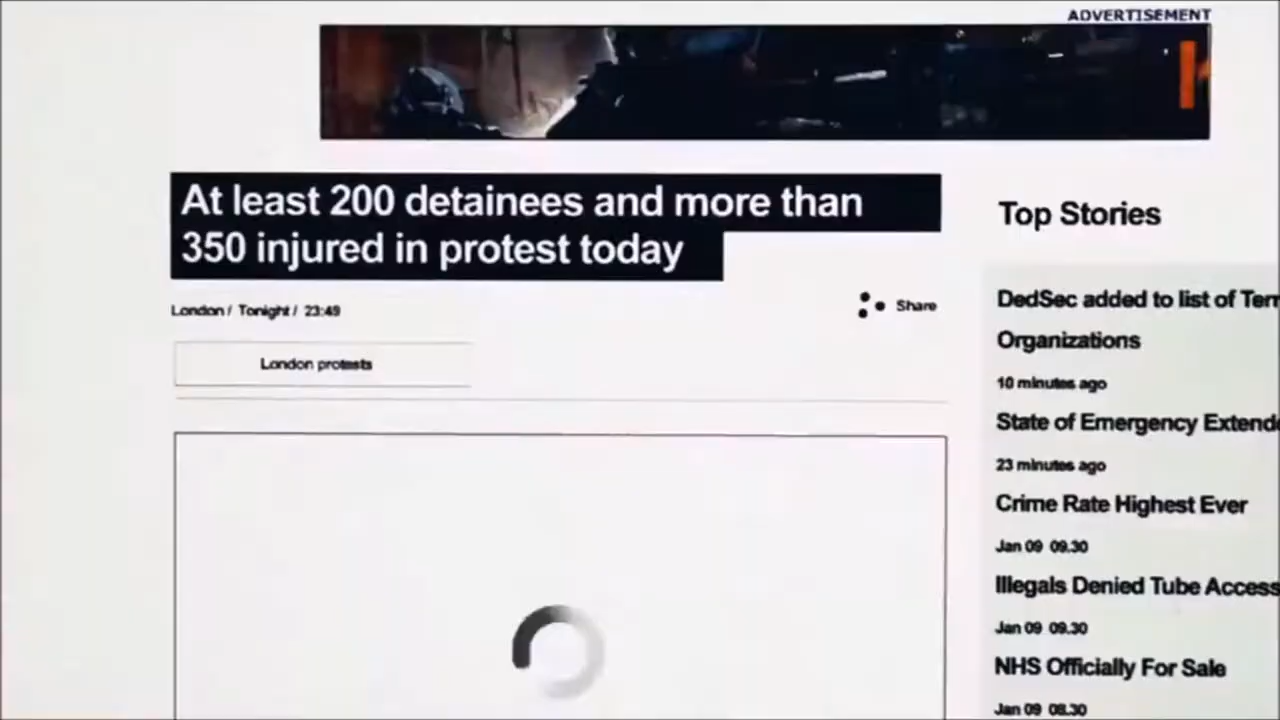 ADVERTISEMENT
At least 200 detainees and more than
350 injured in protest today
London / Tonight / 23:49
Share
London protests
Top Stories
DedSec added to list of Terr
Organizations
10 minutes ago
State of Emergency Extende
23 minutes ago
Crime Rate Highest Ever
Jan 09 09.30
Illegals Denied Tube Access
Jan 09 09.30
NHS Officially For Sale
Jan 09 08.30